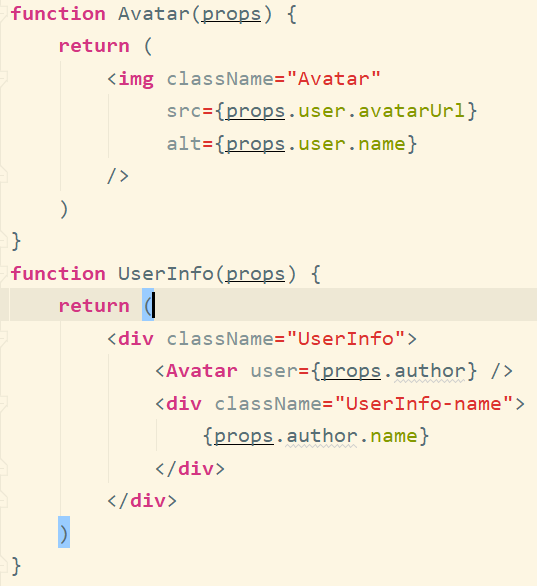 function Avatar(props) {
    return (
        <img className="Avatar"
             src={props.user.avatarUrl}
             alt={props.user.name}
        />
    )
}
function UserInfo(props) {
    return (
        <div className="UserInfo">
            <Avatar user={props.author} />
            <div className="UserInfo-name">
                {props.author.name}
            </div>
        </div>
    )
}